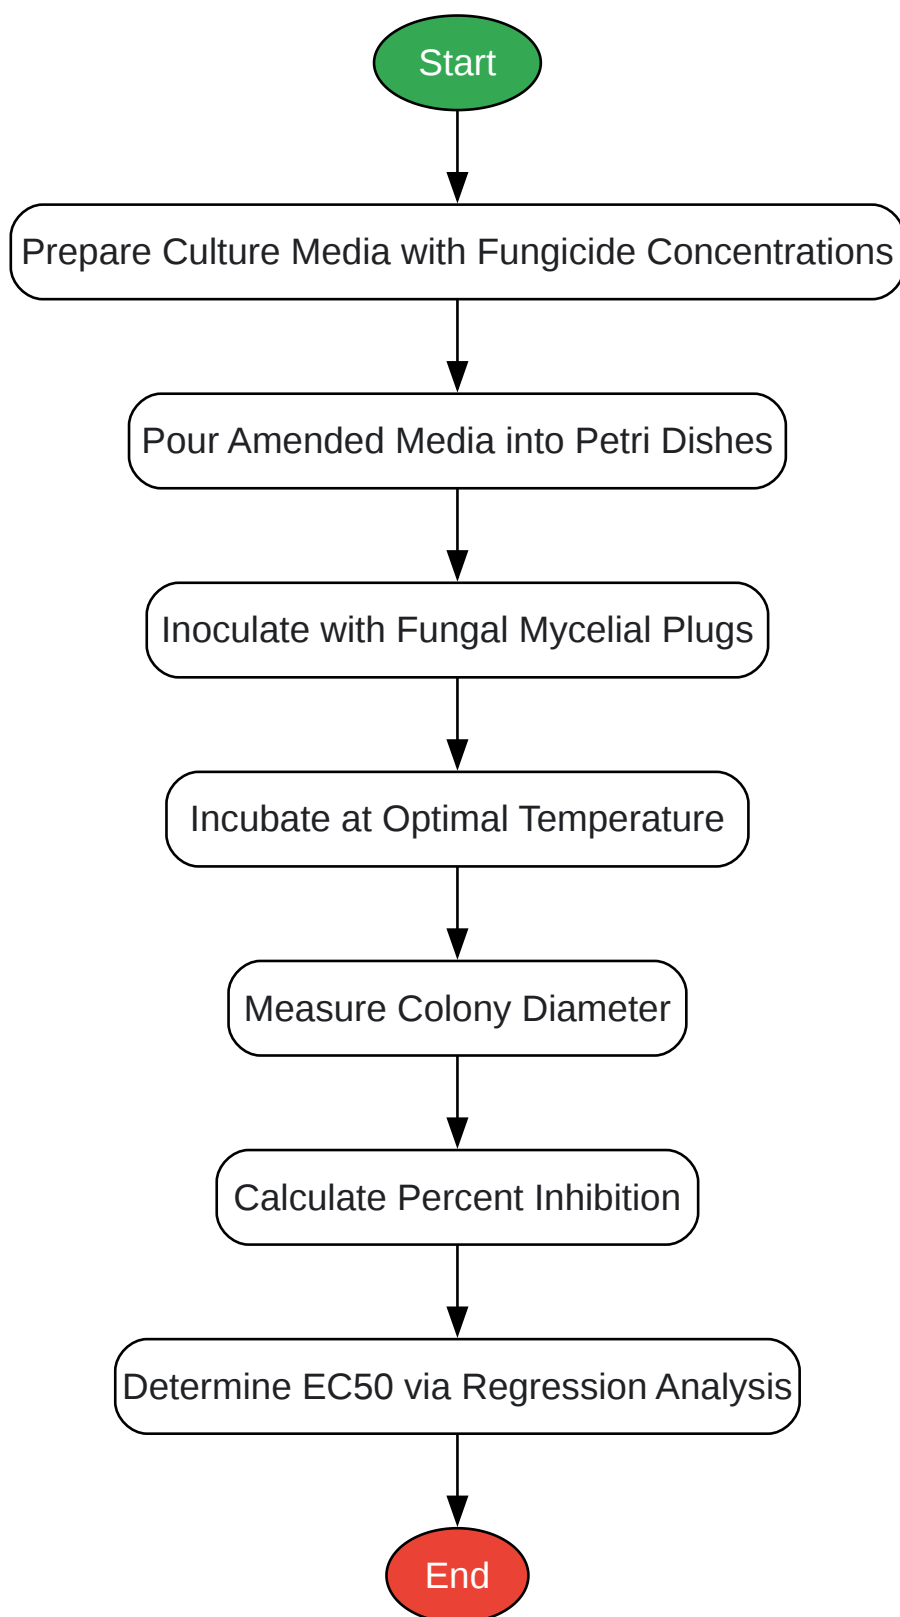 Start
Prepare Culture Media with Fungicide Concentrations
Pour Amended Media into Petri Dishes
Inoculate with Fungal Mycelial Plugs
Incubate at Optimal Temperature
Measure Colony Diameter
Calculate Percent Inhibition
Determine EC50 via Regression Analysis
End